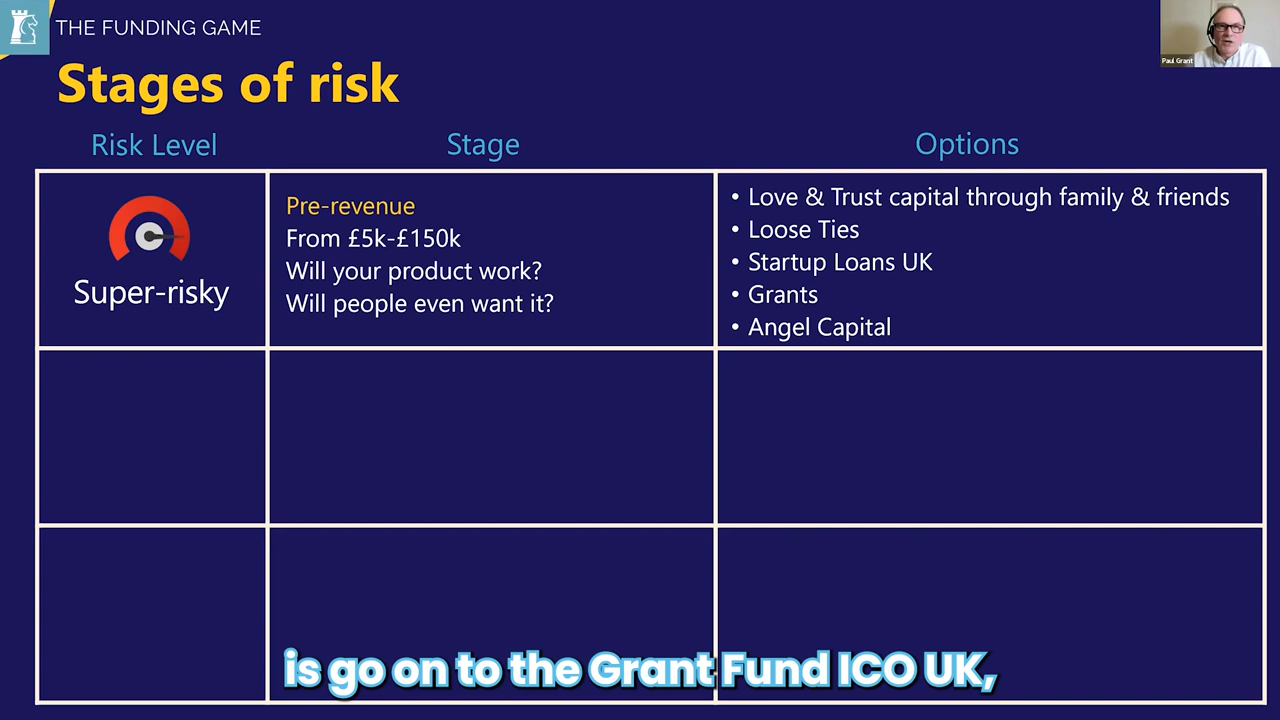 THE FUNDING GAME
Paul Grant
Stages of risk
Risk Level
Stage
Options
Super-risky
Pre-revenue
From £5k-£150k
Will your product work?
Will people even want it?
• Love & Trust capital through family & friends
• Loose Ties
• Startup Loans UK
• Grants
• Angel Capital
is go on to the Grant Fund ICO UK,